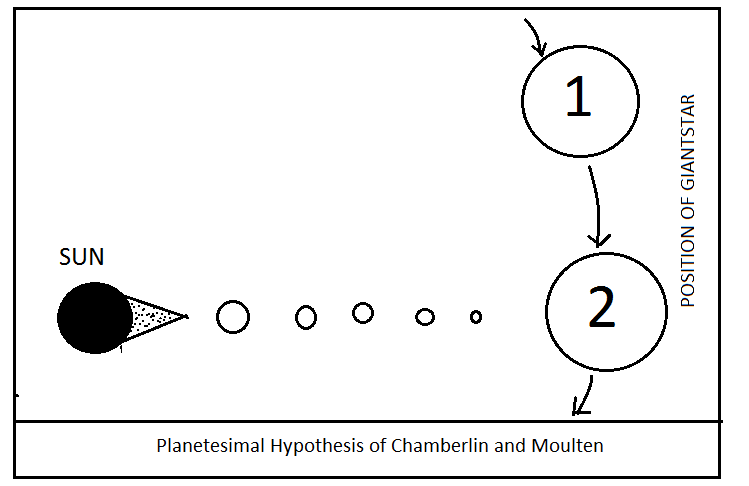 1
POSITION OF GIANTSTAR
SUN
2
Planetesimal Hypothesis of Chamberlin and Moulten